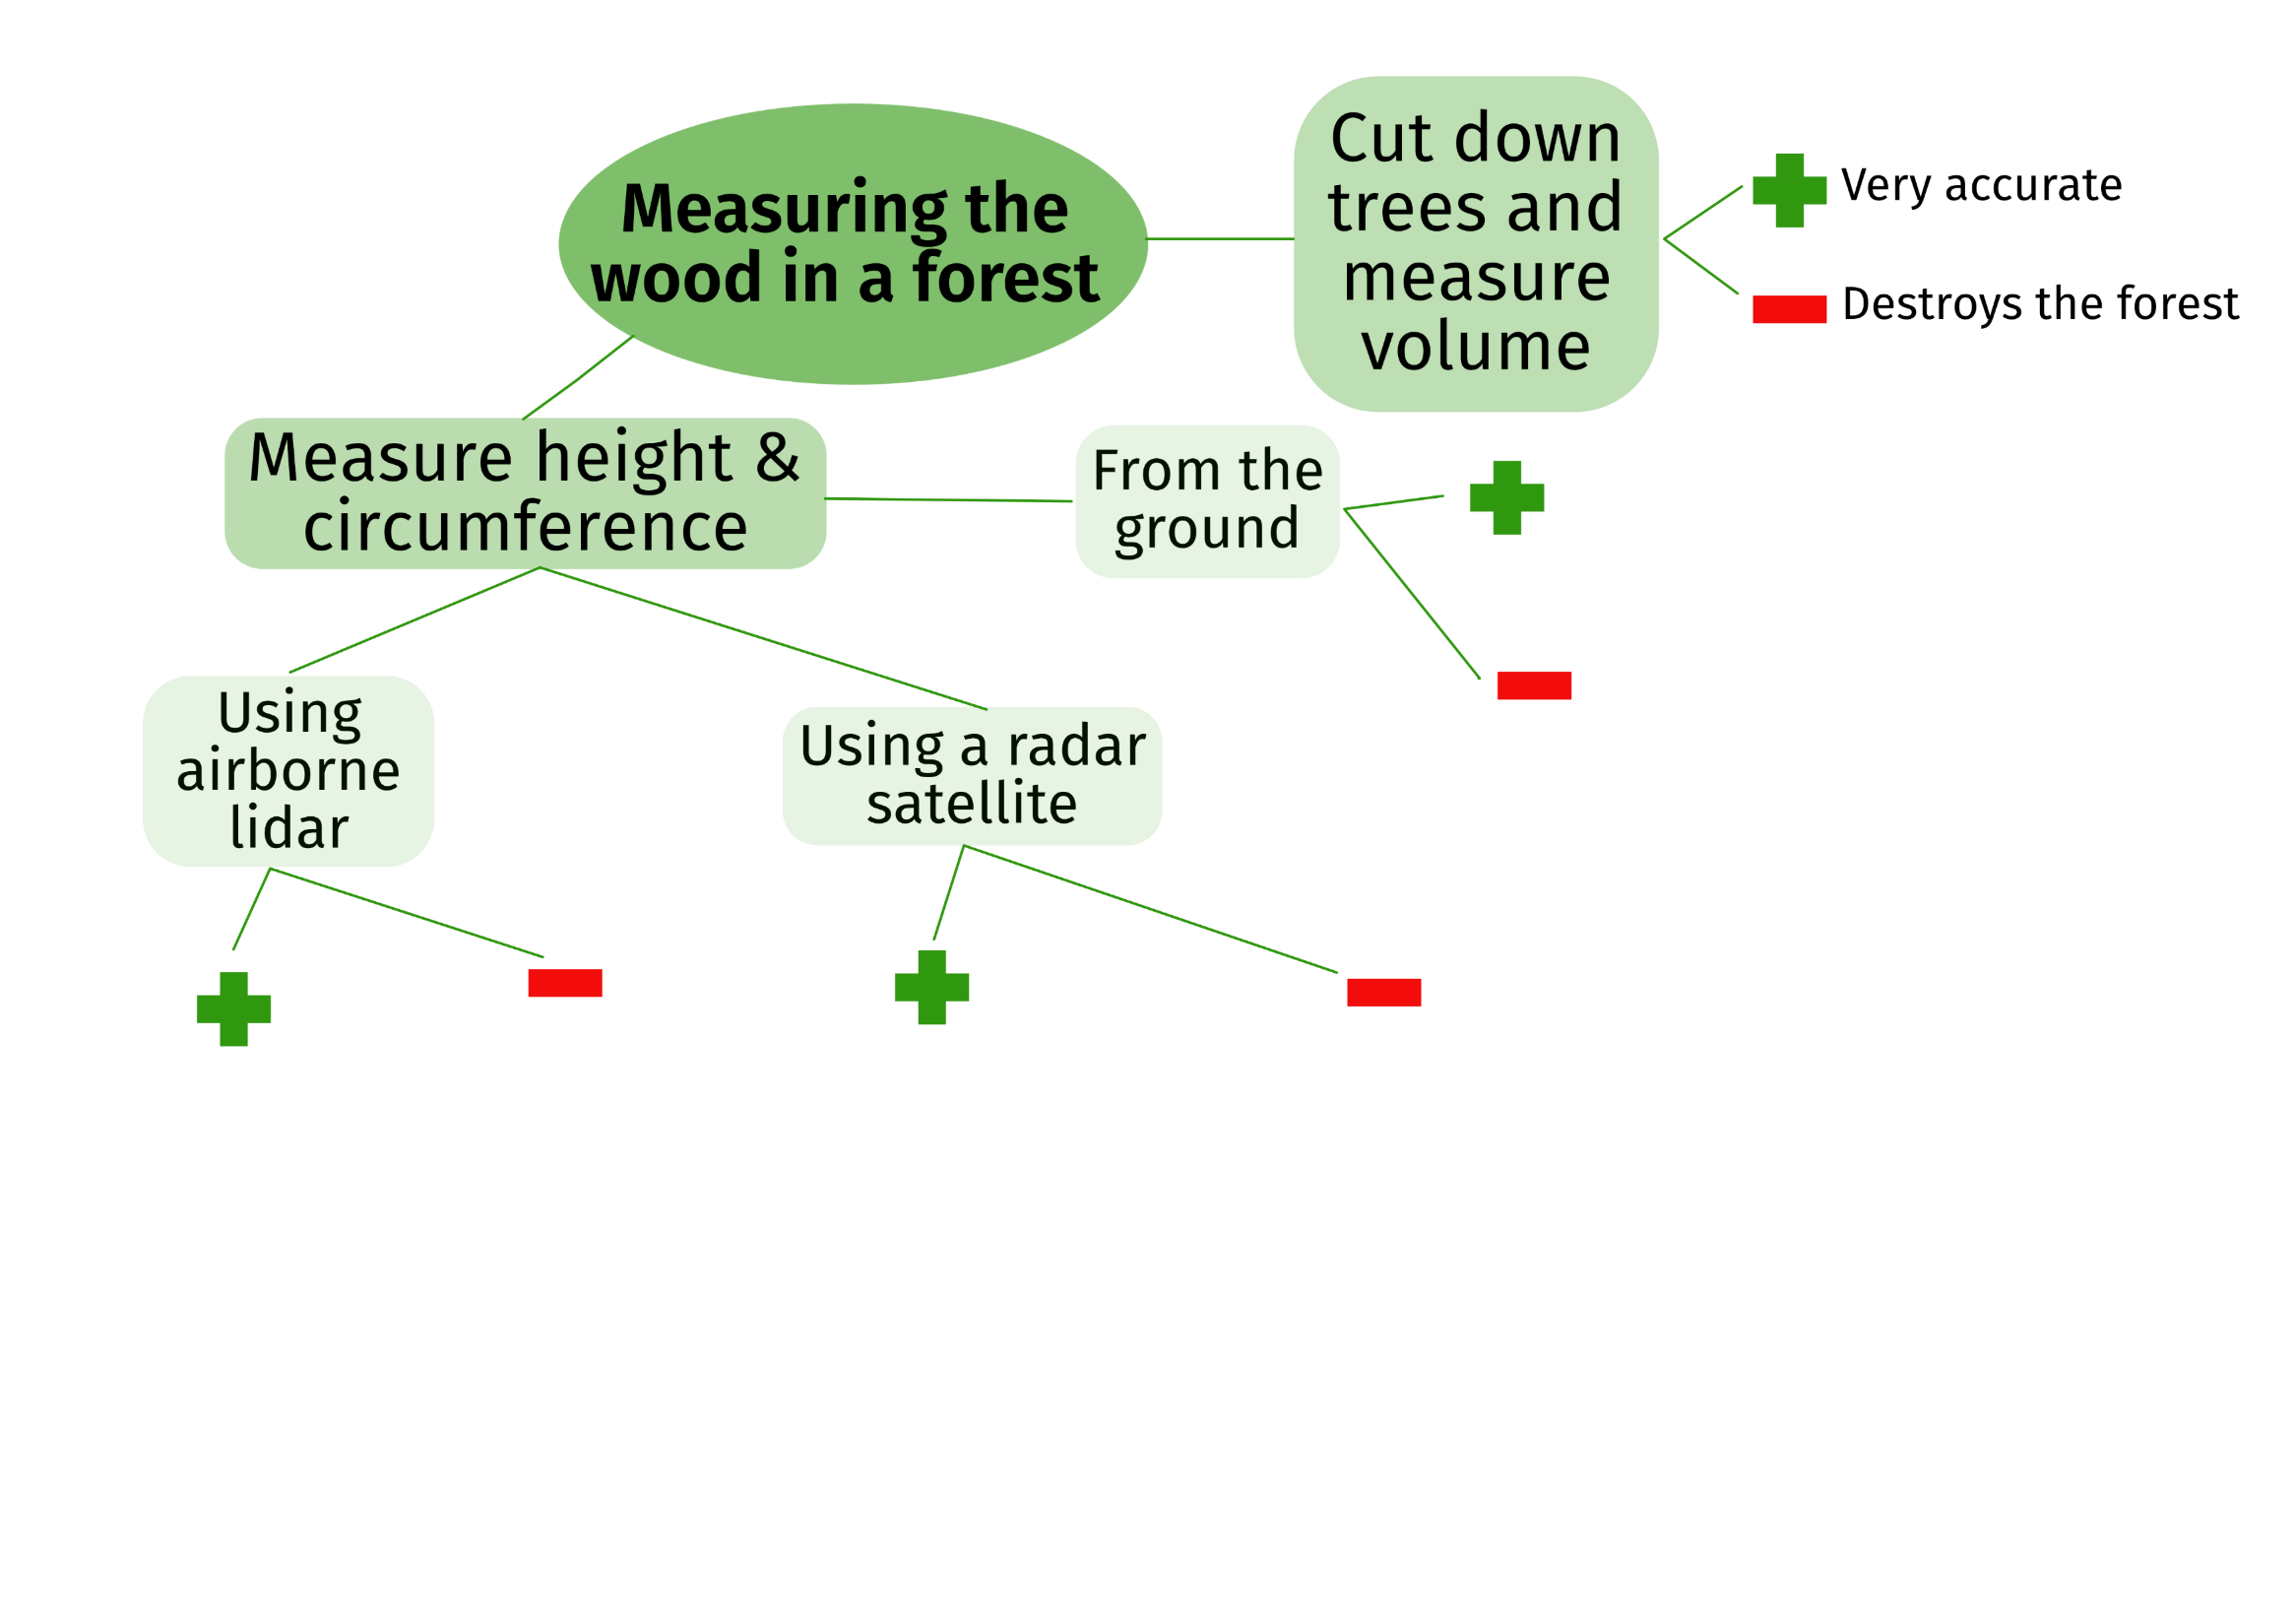 Measuring the
wood in a forest
Cut down
trees and
measure
volume
Very accurate
Destroys the forest
Measure height &
circumference
From the
ground
Using
airborne
lidar
Using a radar
satellite